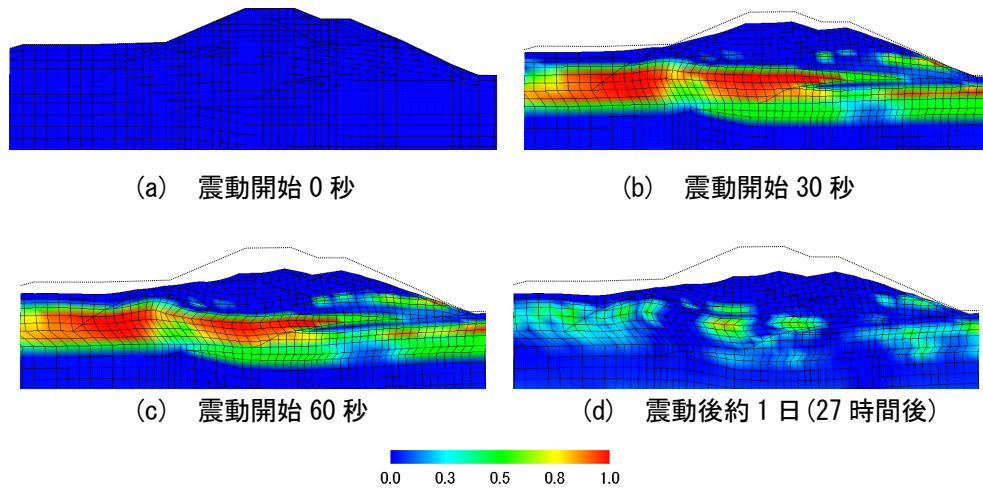 (a) 震動開始 0 秒
(b) 震動開始 30 秒
(c) 震動開始 60 秒
(d) 震動後約 1 日(27 時間後)
0.0 0.3 0.5 0.8 1.0